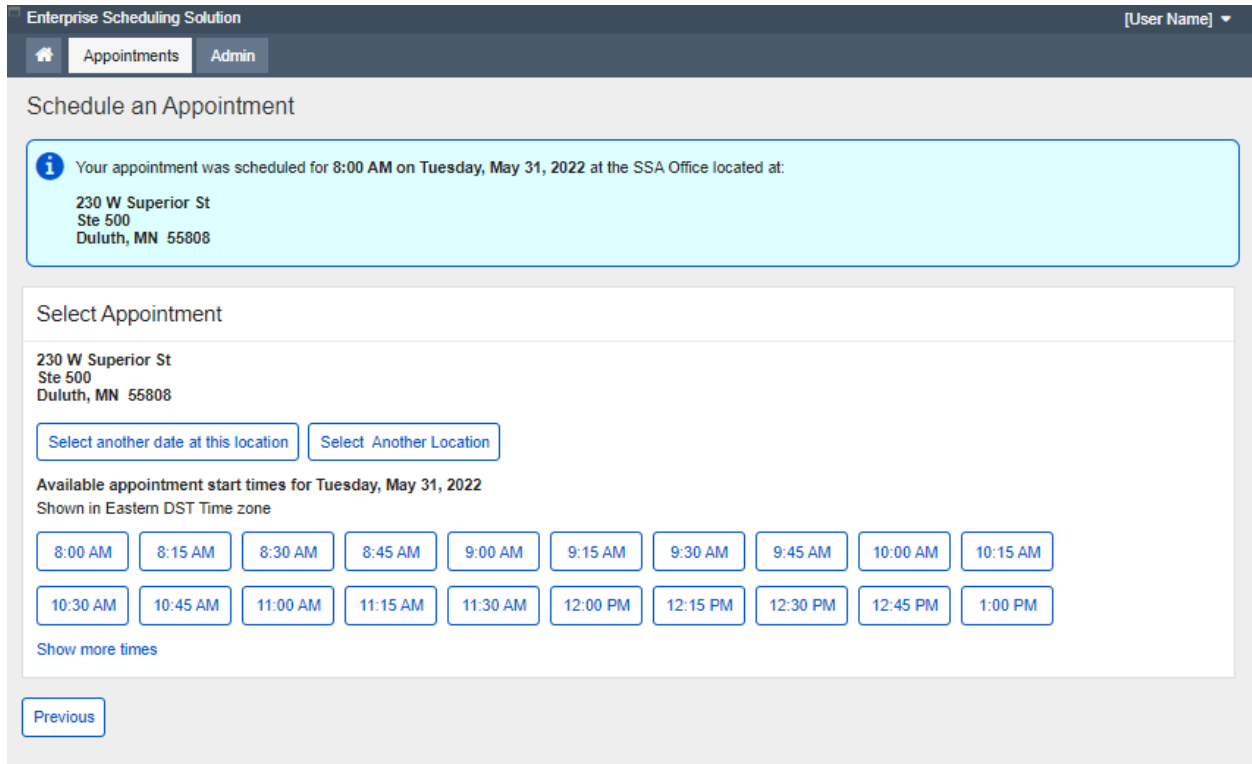 Enterprise Scheduling Solution [User Name]
Appointments Admin
Schedule an Appointment
Your appointment was scheduled for 8:00 AM on Tuesday, May 31, 2022 at the SSA Office located at:
230 W Superior St
Ste 500
Duluth, MN  55808
Select Appointment
230 W Superior St
Ste 500
Duluth, MN  55808
Select another date at this location Select  Another Location
Available appointment start times for Tuesday, May 31, 2022
Shown in Eastern DST Time zone
8:00 AM 8:15 AM 8:30 AM 8:45 AM 9:00 AM 9:15 AM 9:30 AM 9:45 AM 10:00 AM 10:15 AM
10:30 AM 10:45 AM 11:00 AM 11:15 AM 11:30 AM 12:00 PM 12:15 PM 12:30 PM 12:45 PM 1:00 PM
Show more times
Previous